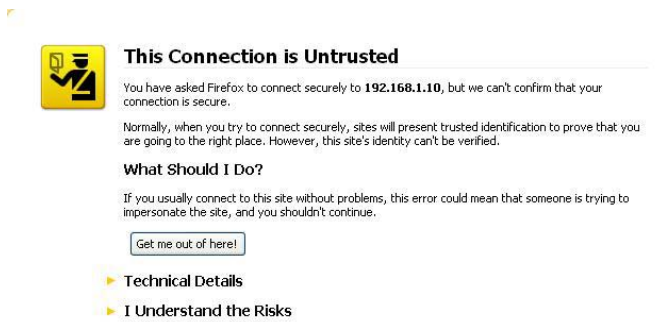 This Connection is Untrusted
You have asked Firefox to connect securely to 192.168.1.10, but we can't confirm that your
connection is secure.
Normally, when you try to connect securely, sites will present trusted identification to prove that you
are going to the right place. However, this site's identity can't be verified.
What Should I Do?
If you usually connect to this site without problems, this error could mean that someone is trying to
impersonate the site, and you shouldn't continue.
Get me out of here!
Technical Details
I Understand the Risks